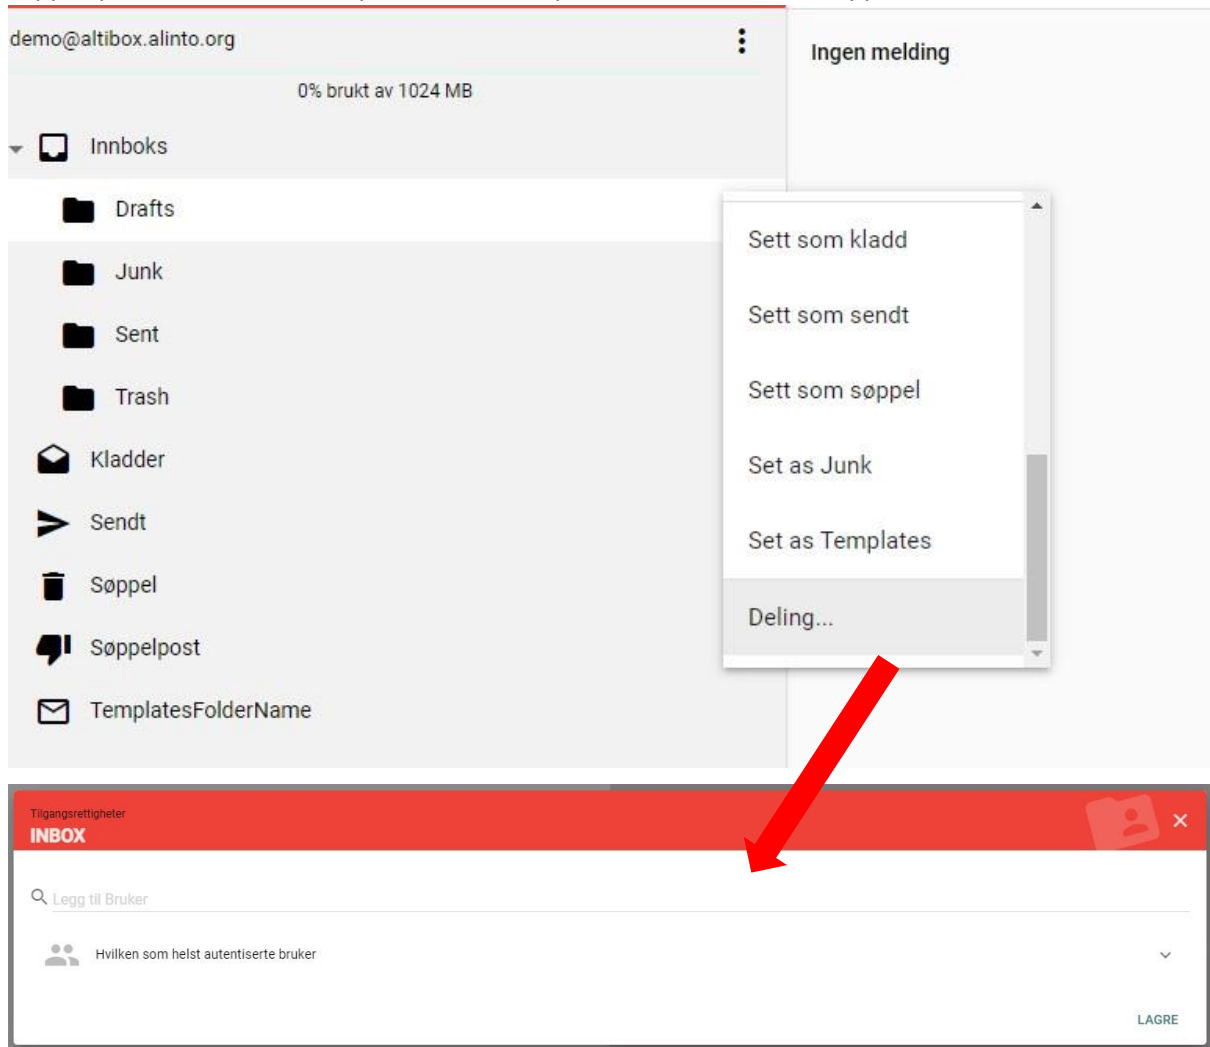 demo@altibox.alinto.org
Ingen melding
0% brukt av 1024 MB
Innboks
Drafts
Junk
Sent
Trash
Kladder
Sendt
Søppel
Søppelpost
TemplatesFolderName
Sett som kladd
Sett som sendt
Sett som søppel
Set as Junk
Set as Templates
Deling...
Tilgangsrettigheter
INBOX
Legg til Bruker
Hvilken som helst autentiserte bruker
LAGRE